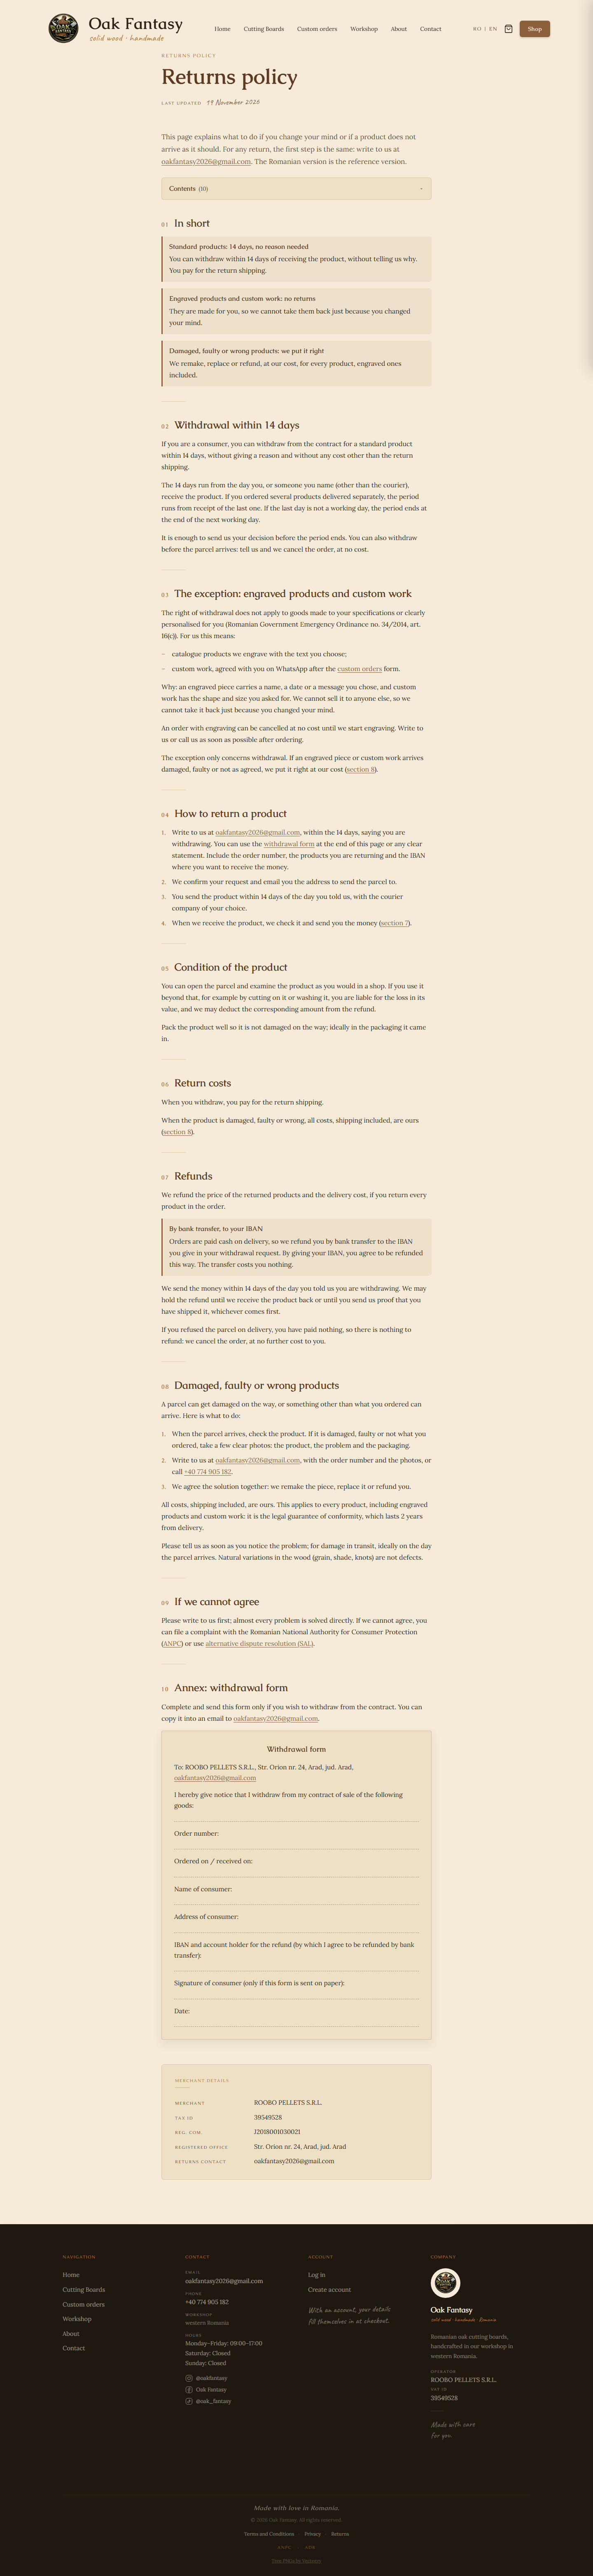 Oak Fantasy
solid wood · handmade
Home Cutting Boards Custom orders Workshop About Contact
RO | EN
Shop
RETURNS POLICY
Returns policy
LAST UPDATED 19 November 2026
This page explains what to do if you change your mind or if a product does not
arrive as it should. For any return, the first step is the same: write to us at
oakfantasy2026@gmail.com. The Romanian version is the reference version.
Contents (10)
01 In short
Standard products: 14 days, no reason needed
You can withdraw within 14 days of receiving the product, without telling us why.
You pay for the return shipping.
Engraved products and custom work: no returns
They are made for you, so we cannot take them back just because you changed
your mind.
Damaged, faulty or wrong products: we put it right
We remake, replace or refund, at our cost, for every product, engraved ones
included.
02 Withdrawal within 14 days
If you are a consumer, you can withdraw from the contract for a standard product
within 14 days, without giving a reason and without any cost other than the return
shipping.
The 14 days run from the day you, or someone you name (other than the courier),
receive the product. If you ordered several products delivered separately, the period
runs from receipt of the last one. If the last day is not a working day, the period ends at
the end of the next working day.
It is enough to send us your decision before the period ends. You can also withdraw
before the parcel arrives: tell us and we cancel the order, at no cost.
03 The exception: engraved products and custom work
The right of withdrawal does not apply to goods made to your specifications or clearly
personalised for you (Romanian Government Emergency Ordinance no. 34/2014, art.
16(c)). For us this means:
– catalogue products we engrave with the text you choose;
– custom work, agreed with you on WhatsApp after the custom orders form.
Why: an engraved piece carries a name, a date or a message you chose, and custom
work has the shape and size you asked for. We cannot sell it to anyone else, so we
cannot take it back just because you changed your mind.
An order with engraving can be cancelled at no cost until we start engraving. Write to
us or call us as soon as possible after ordering.
The exception only concerns withdrawal. If an engraved piece or custom work arrives
damaged, faulty or not as agreed, we put it right at our cost (section 8).
04 How to return a product
1. Write to us at oakfantasy2026@gmail.com, within the 14 days, saying you are
withdrawing. You can use the withdrawal form at the end of this page or any clear
statement. Include the order number, the products you are returning and the IBAN
where you want to receive the money.
2. We confirm your request and email you the address to send the parcel to.
3. You send the product within 14 days of the day you told us, with the courier
company of your choice.
4. When we receive the product, we check it and send you the money (section 7).
05 Condition of the product
You can open the parcel and examine the product as you would in a shop. If you use it
beyond that, for example by cutting on it or washing it, you are liable for the loss in its
value, and we may deduct the corresponding amount from the refund.
Pack the product well so it is not damaged on the way; ideally in the packaging it came
in.
06 Return costs
When you withdraw, you pay for the return shipping.
When the product is damaged, faulty or wrong, all costs, shipping included, are ours
(section 8).
07 Refunds
We refund the price of the returned products and the delivery cost, if you return every
product in the order.
By bank transfer, to your IBAN
Orders are paid cash on delivery, so we refund you by bank transfer to the IBAN
you give in your withdrawal request. By giving your IBAN, you agree to be refunded
this way. The transfer costs you nothing.
We send the money within 14 days of the day you told us you are withdrawing. We may
hold the refund until we receive the product back or until you send us proof that you
have shipped it, whichever comes first.
If you refused the parcel on delivery, you have paid nothing, so there is nothing to
refund: we cancel the order, at no further cost to you.
08 Damaged, faulty or wrong products
A parcel can get damaged on the way, or something other than what you ordered can
arrive. Here is what to do:
1. When the parcel arrives, check the product. If it is damaged, faulty or not what you
ordered, take a few clear photos: the product, the problem and the packaging.
2. Write to us at oakfantasy2026@gmail.com, with the order number and the photos, or
call +40 774 905 182.
3. We agree the solution together: we remake the piece, replace it or refund you.
All costs, shipping included, are ours. This applies to every product, including engraved
products and custom work: it is the legal guarantee of conformity, which lasts 2 years
from delivery.
Please tell us as soon as you notice the problem; for damage in transit, ideally on the day
the parcel arrives. Natural variations in the wood (grain, shade, knots) are not defects.
09 If we cannot agree
Please write to us first; almost every problem is solved directly. If we cannot agree, you
can file a complaint with the Romanian National Authority for Consumer Protection
(ANPC) or use alternative dispute resolution (SAL).
10 Annex: withdrawal form
Complete and send this form only if you wish to withdraw from the contract. You can
copy it into an email to oakfantasy2026@gmail.com.
Withdrawal form
To: ROOBO PELLETS S.R.L., Str. Orion nr. 24, Arad, jud. Arad,
oakfantasy2026@gmail.com
I hereby give notice that I withdraw from my contract of sale of the following
goods:
Order number:
Ordered on / received on:
Name of consumer:
Address of consumer:
IBAN and account holder for the refund (by which I agree to be refunded by bank
transfer):
Signature of consumer (only if this form is sent on paper):
Date:
MERCHANT DETAILS
MERCHANT ROOBO PELLETS S.R.L.
TAX ID 39549528
REG. COM. J2018001030021
REGISTERED OFFICE Str. Orion nr. 24, Arad, jud. Arad
RETURNS CONTACT oakfantasy2026@gmail.com
NAVIGATION
Home
Cutting Boards
Custom orders
Workshop
About
Contact
CONTACT
EMAIL
oakfantasy2026@gmail.com
PHONE
+40 774 905 182
WORKSHOP
western Romania
HOURS
Monday–Friday: 09:00–17:00
Saturday: Closed
Sunday: Closed
@oakfantasy
Oak Fantasy
@oak_fantasy
ACCOUNT
Log in
Create account
With an account, your details
fill themselves in at checkout.
COMPANY
Oak Fantasy
solid wood · handmade · Romania
Romanian oak cutting boards,
handcrafted in our workshop in
western Romania.
OPERATOR
ROOBO PELLETS S.R.L.
VAT ID
39549528
Made with care
for you
Made with love in Romania.
© 2026 Oak Fantasy. All rights reserved.
Terms and Conditions Privacy Returns
ANPC